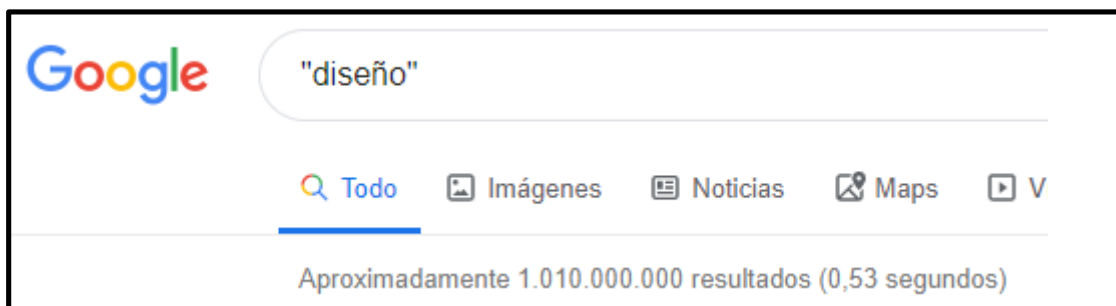 Google "diseño"
Todo Imágenes Noticias Maps V
Aproximadamente 1.010.000.000 resultados (0,53 segundos)